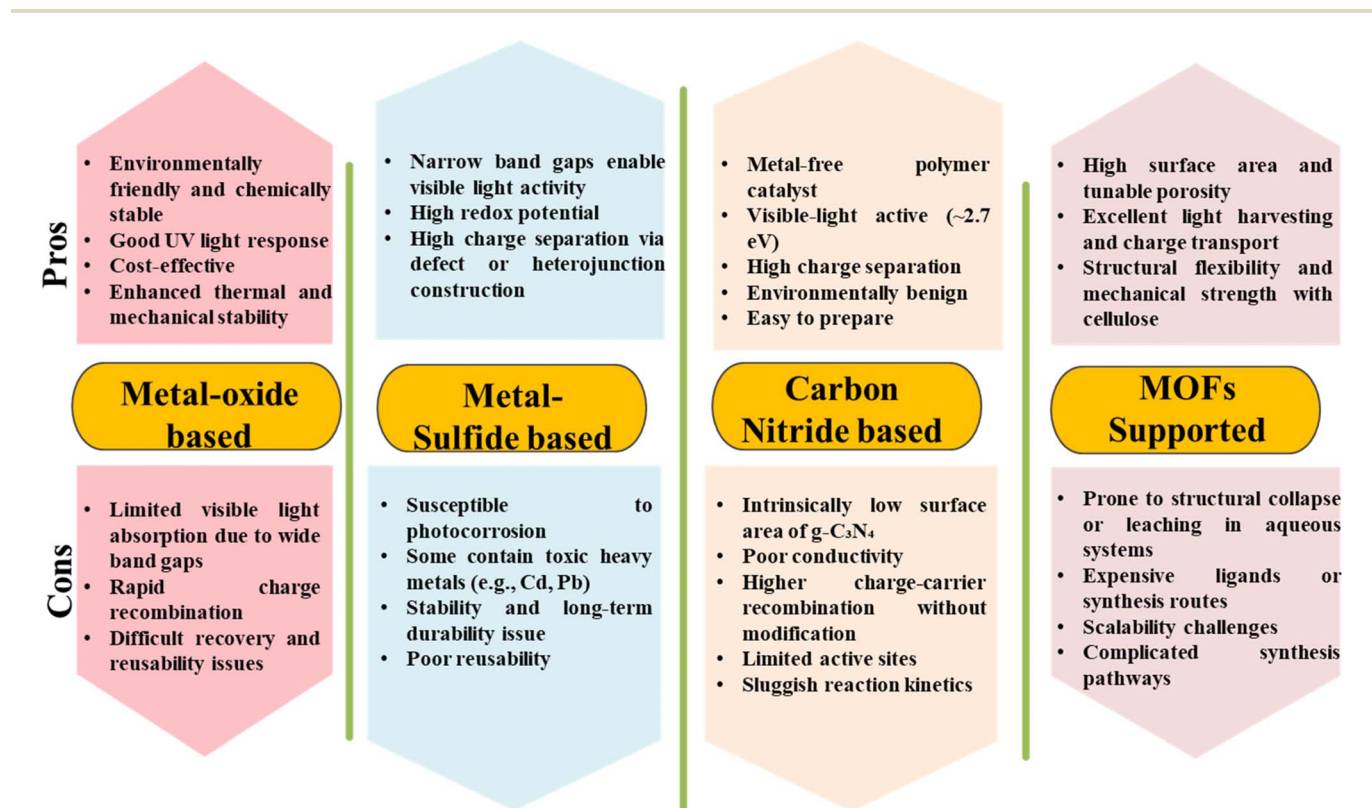 Pros
• Environmentally
friendly and chemically
stable
• Good UV light response
• Cost-effective
• Enhanced thermal and
mechanical stability
• Narrow band gaps enable
visible light activity
• High redox potential
• High charge separation via
defect or heterojunction
construction
• Metal-free polymer
catalyst
• Visible-light active (~2.7
eV)
• High charge separation
• Environmentally benign
• Easy to prepare
• High surface area and
tunable porosity
• Excellent light harvesting
and charge transport
• Structural flexibility and
mechanical strength with
cellulose
Metal-oxide
based
Metal-
Sulfide based
Carbon
Nitride based
MOFs
Supported
Cons
• Limited visible light
absorption due to wide
band gaps
• Rapid charge
recombination
• Difficult recovery and
reusability issues
• Susceptible to
photocorrosion
• Some contain toxic heavy
metals (e.g., Cd, Pb)
• Stability and long-term
durability issue
• Poor reusability
• Intrinsically low surface
area of g-C₃N₄
• Poor conductivity
• Higher charge-carrier
recombination without
modification
• Limited active sites
• Sluggish reaction kinetics
• Prone to structural collapse
or leaching in aqueous
systems
• Expensive ligands or
synthesis routes
• Scalability challenges
• Complicated synthesis
pathways